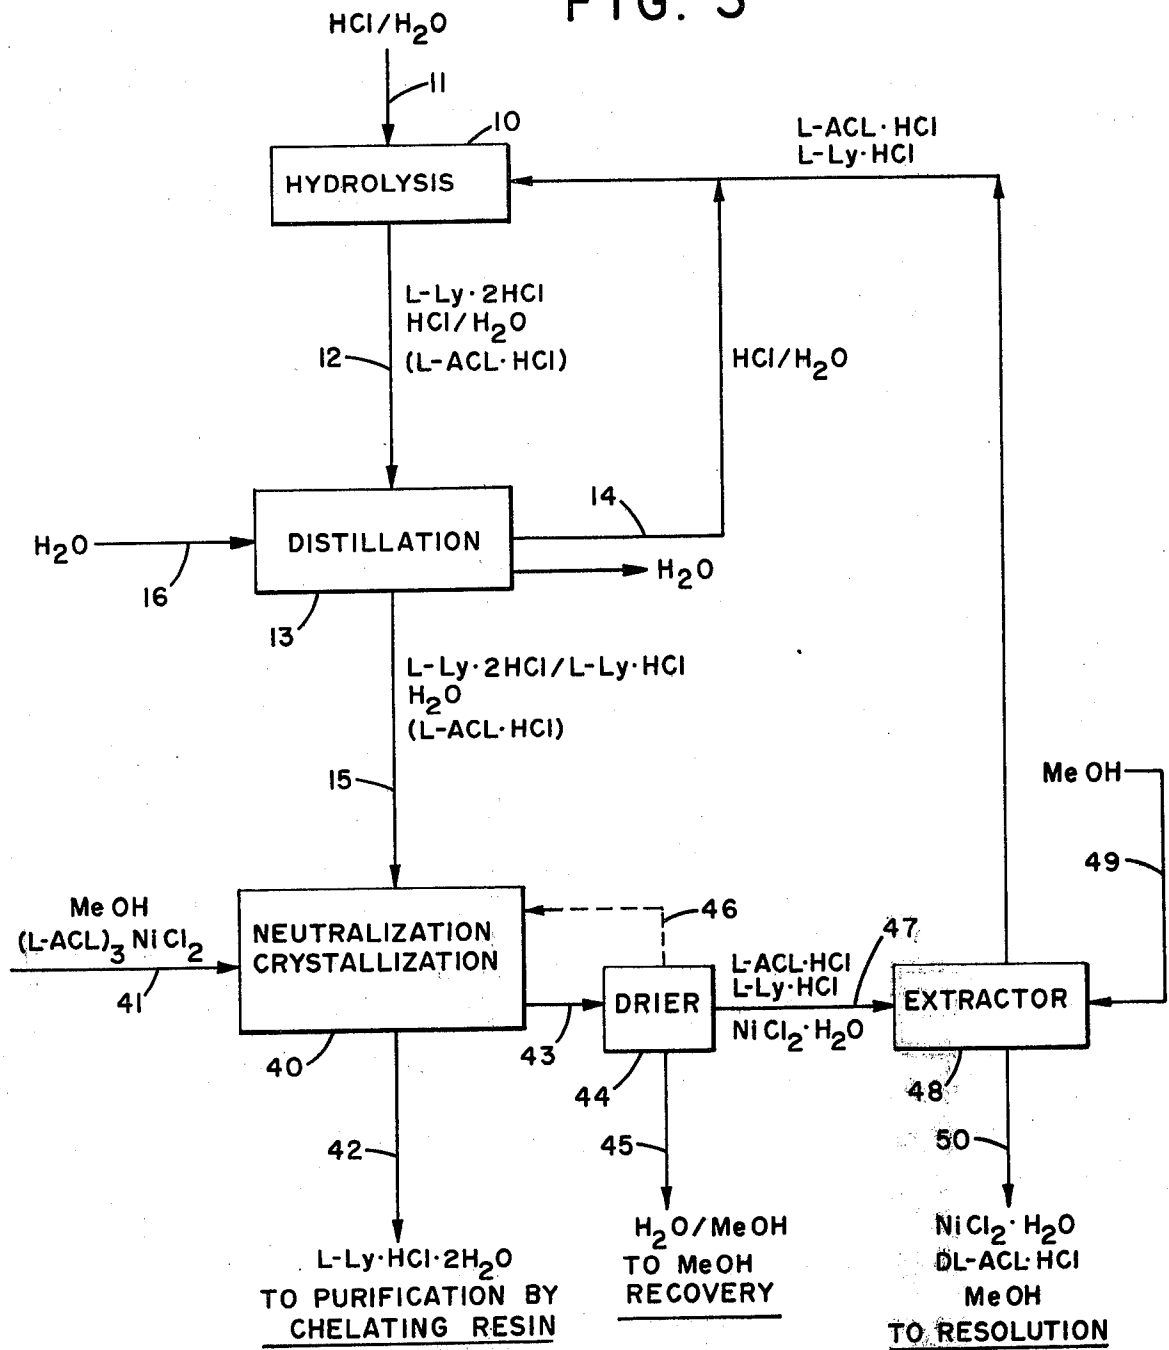 FIG. 3
HCl/H2O
11
10
L-ACL·HCl
L-Ly·HCl
HYDROLYSIS
L-Ly·2HCl
HCl/H2O
(L-ACL·HCl)
12
HCl/H2O
14
H2O
DISTILLATION
H2O
16
13
L-Ly·2HCl/L-Ly·HCl
H2O
(L-ACL·HCl)
15
MeOH
49
MeOH
(L-ACL)3 NiCl2
41
NEUTRALIZATION
CRYSTALLIZATION
46
47
L-ACL·HCl
L-Ly·HCl
DRIER
NiCl2·H2O
EXTRACTOR
40
43
44
48
42
45
50
L-Ly·HCl·2H2O
TO PURIFICATION BY
CHELATING RESIN
H2O/MeOH
TO MeOH
RECOVERY
NiCl2·H2O
DL-ACL·HCl
MeOH
TO RESOLUTION